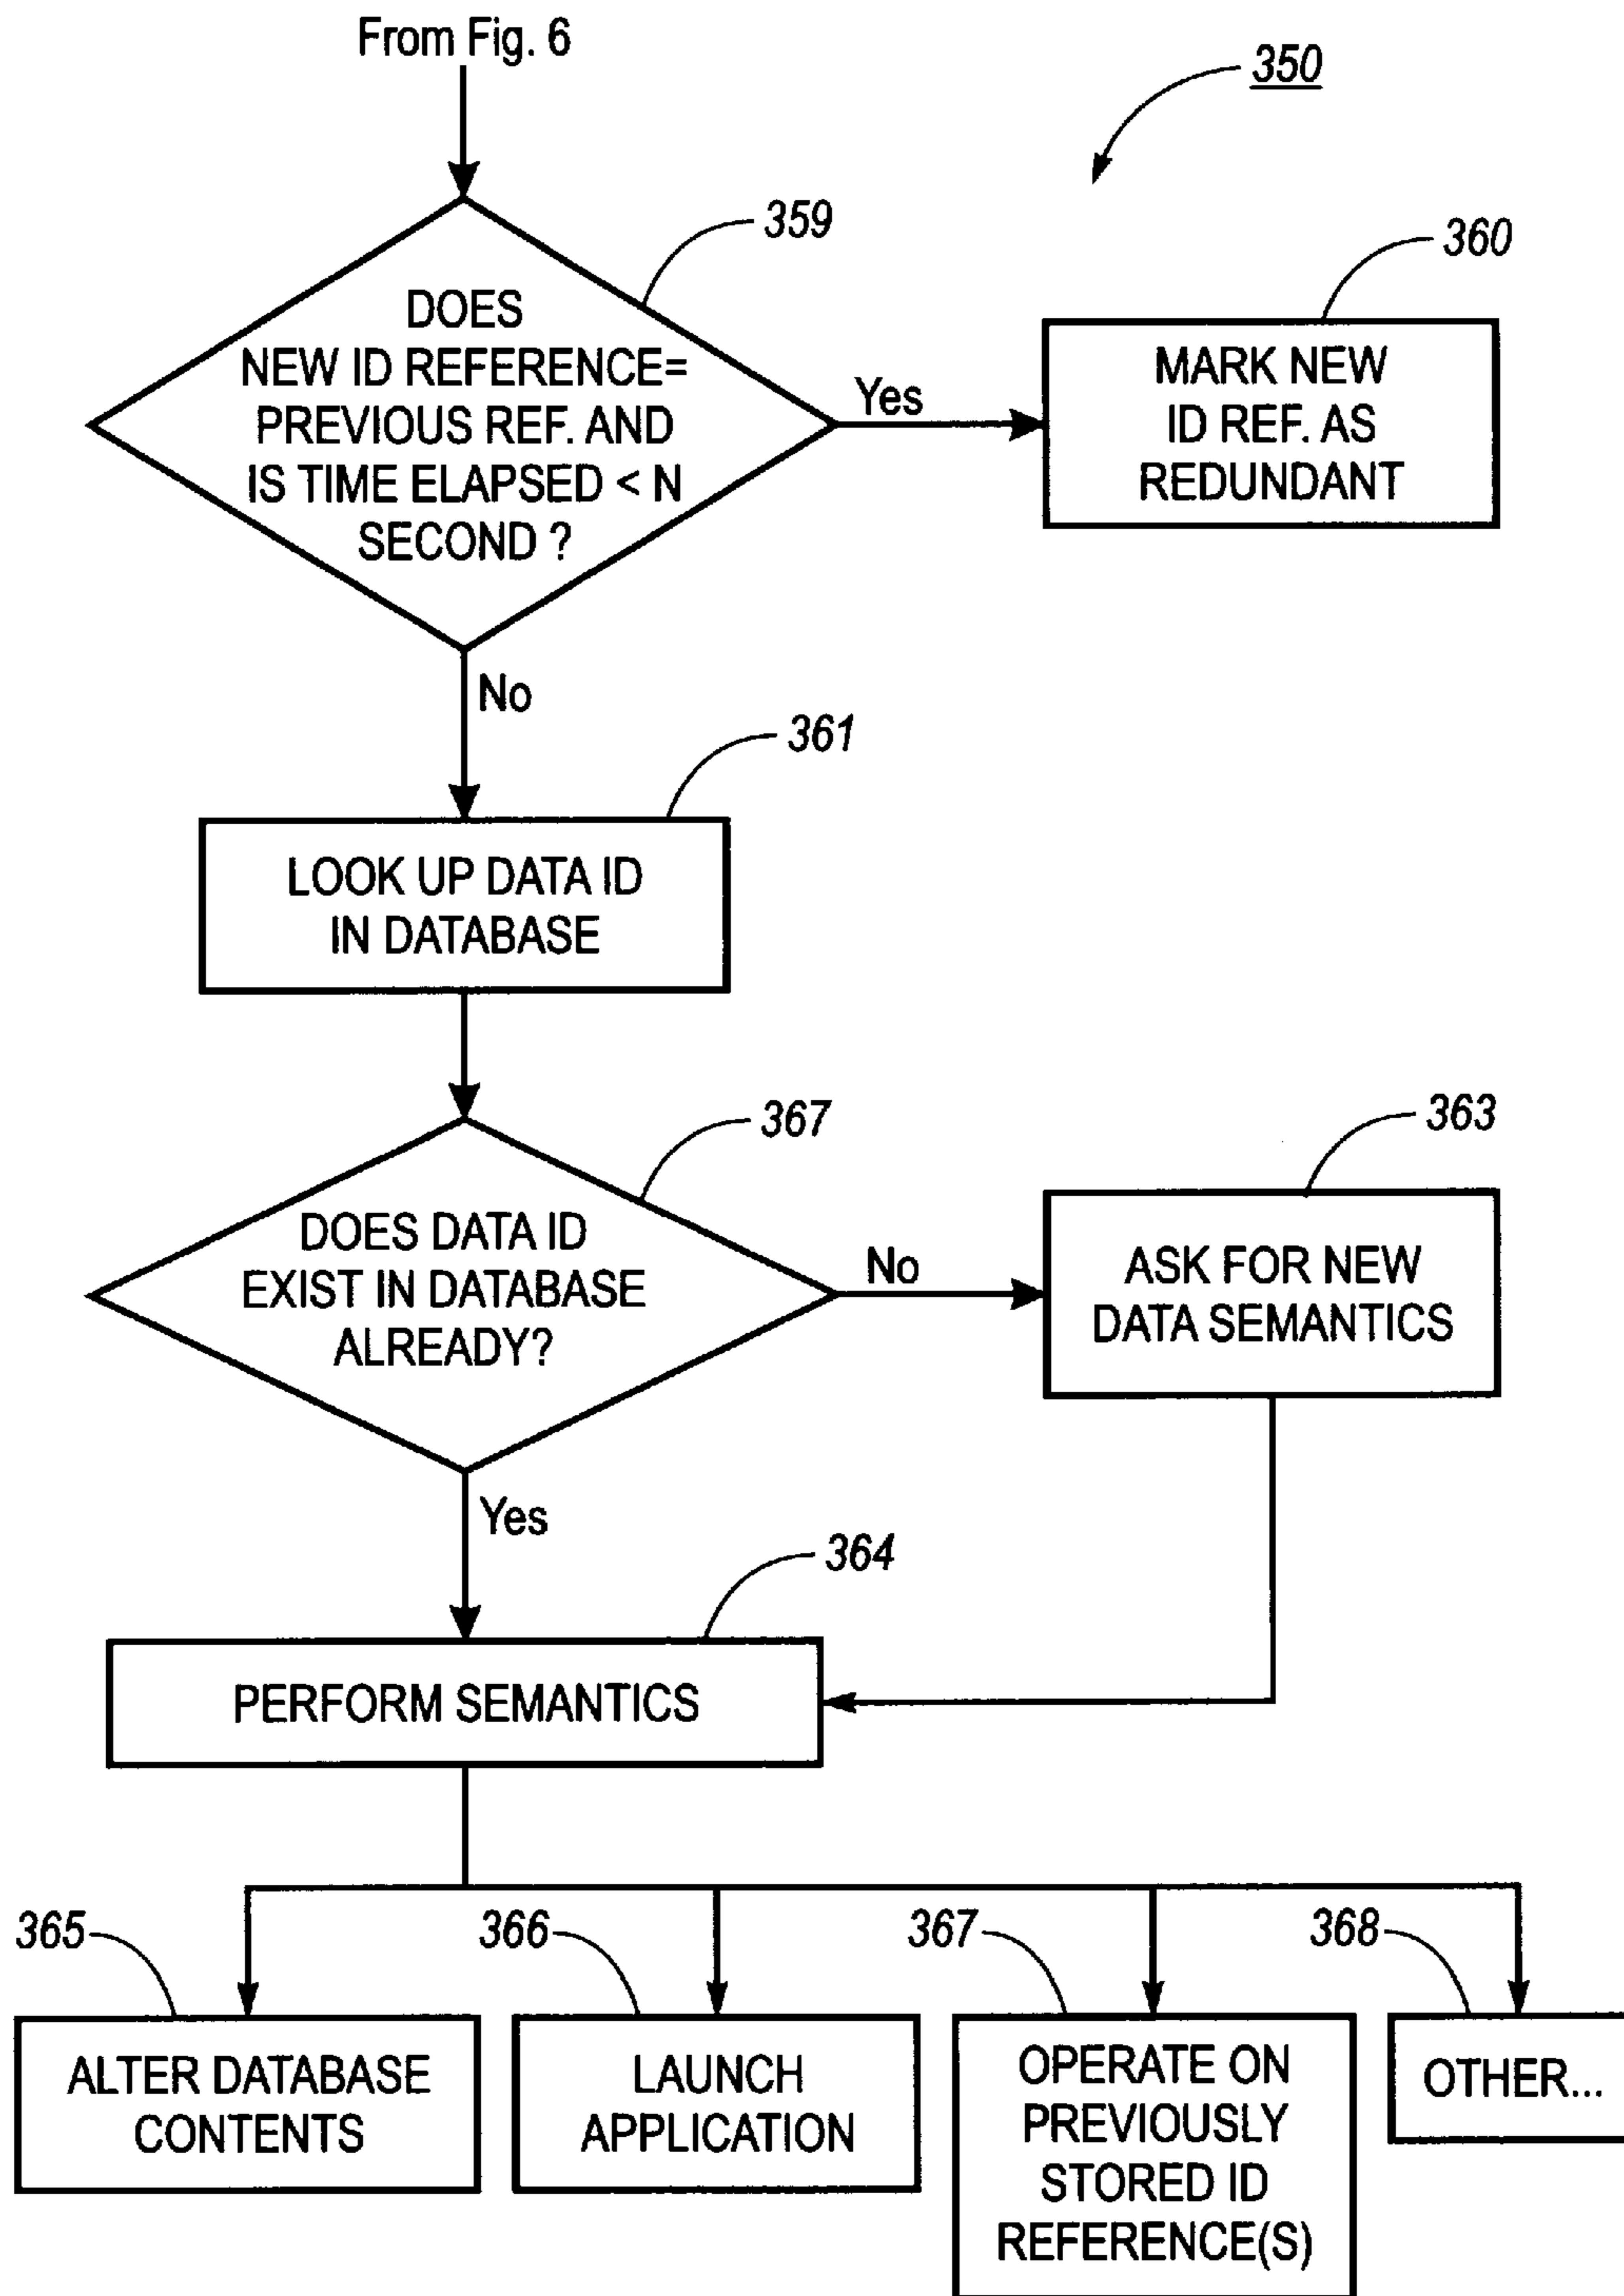 From Fig. 6
350
359
DOES
NEW ID REFERENCE=
PREVIOUS REF. AND
IS TIME ELAPSED < N
SECOND ?
Yes
360
MARK NEW
ID REF. AS
REDUNDANT
No
361
LOOK UP DATA ID
IN DATABASE
367
DOES DATA ID
EXIST IN DATABASE
ALREADY?
No
363
ASK FOR NEW
DATA SEMANTICS
Yes
364
PERFORM SEMANTICS
365
ALTER DATABASE
CONTENTS
366
LAUNCH
APPLICATION
367
OPERATE ON
PREVIOUSLY
STORED ID
REFERENCE(S)
368
OTHER...